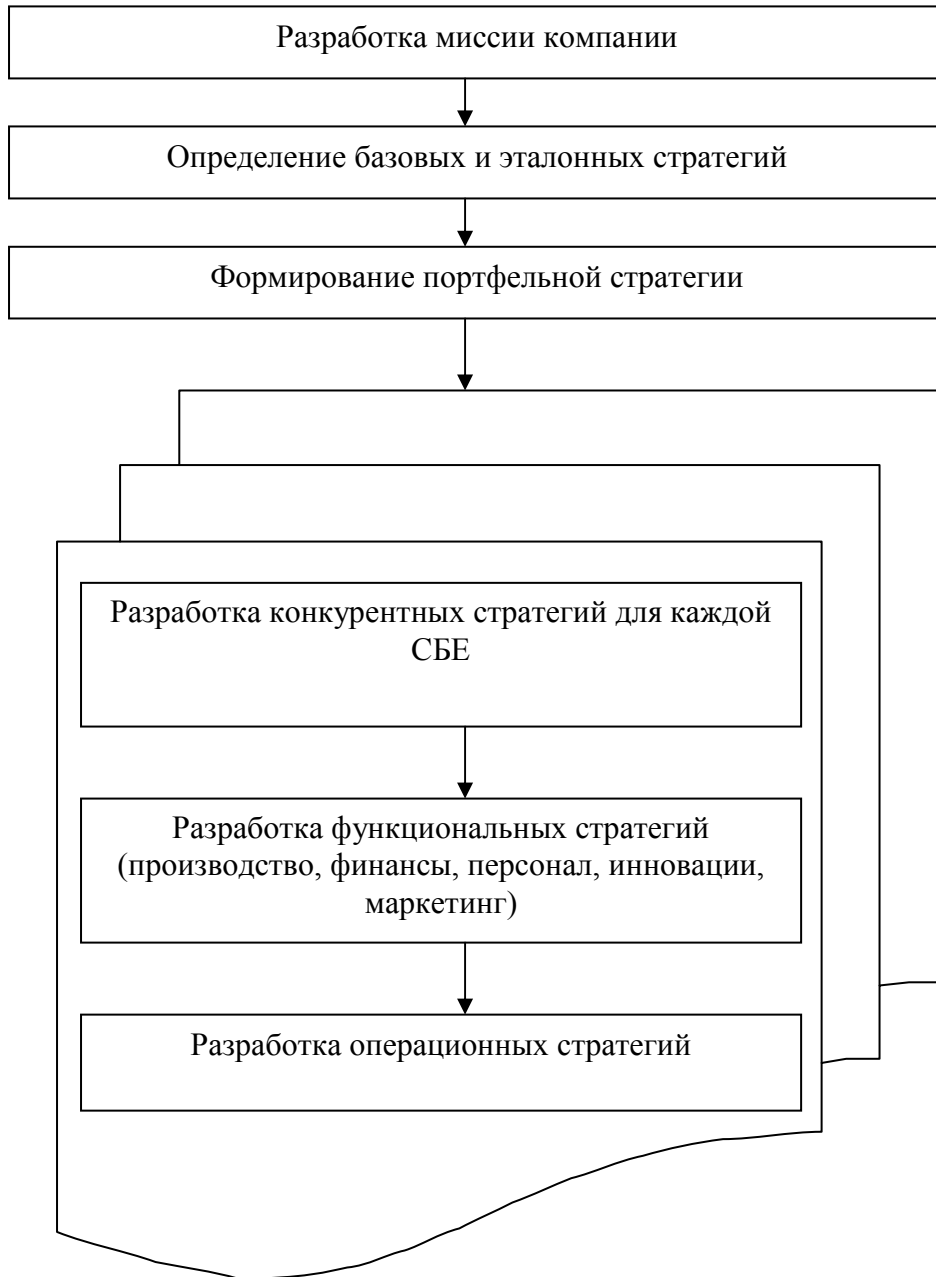 Разработка миссии компании
Определение базовых и эталонных стратегий
Формирование портфельной стратегии
Разработка конкурентных стратегий для каждой
СБЕ
Разработка функциональных стратегий
(производство, финансы, персонал, инновации,
маркетинг)
Разработка операционных стратегий